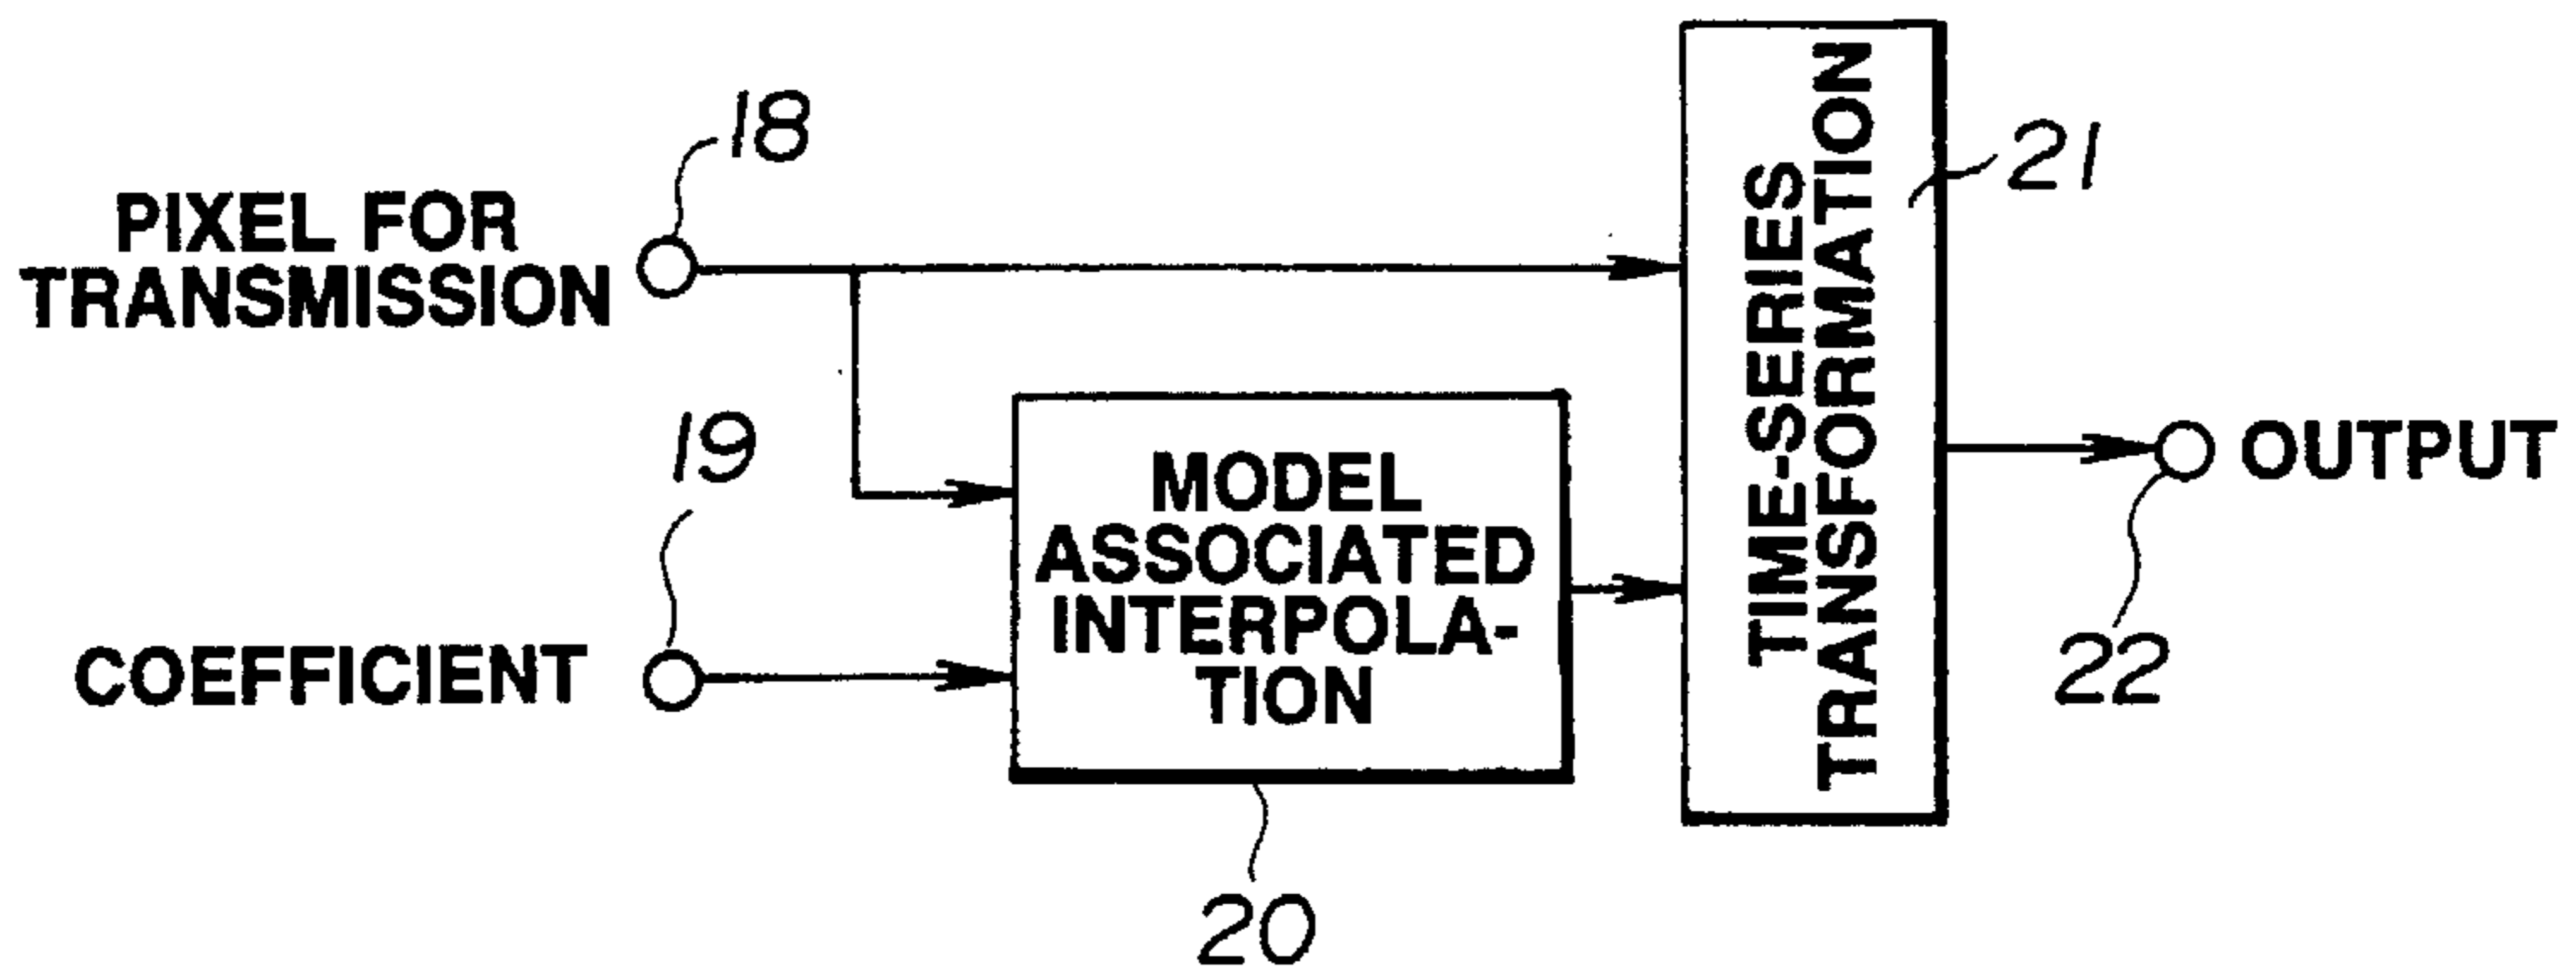 18
PIXEL FOR
TRANSMISSION
19
COEFFICIENT
MODEL
ASSOCIATED
INTERPOLA-
TION
20
TIME-SERIES
TRANSFORMATION
21
OUTPUT
22